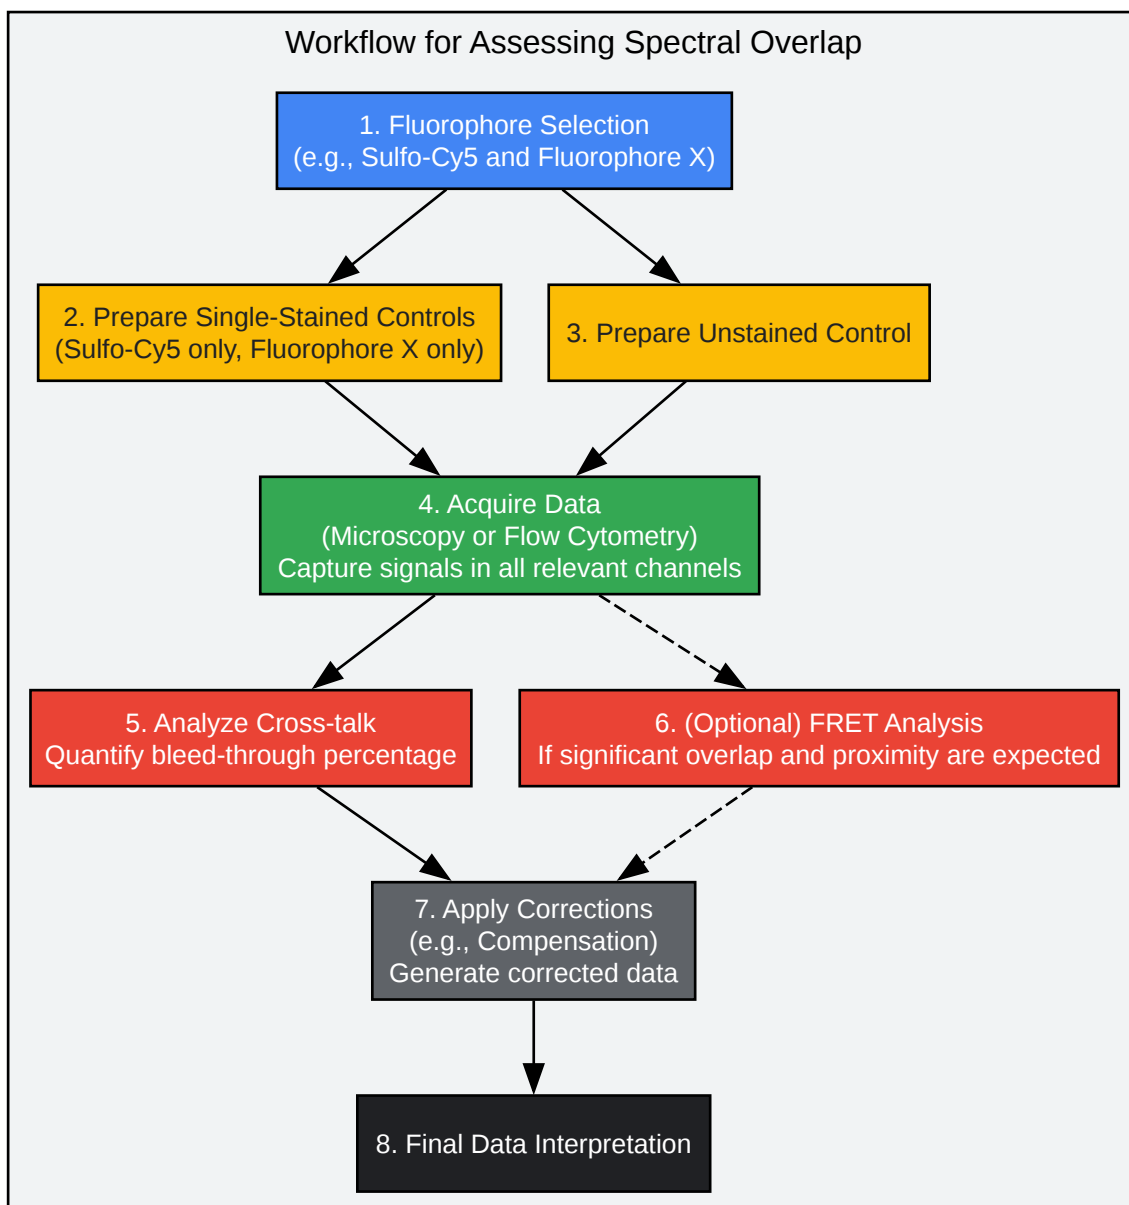 Workflow for Assessing Spectral Overlap
1. Fluorophore Selection
(e.g., Sulfo-Cy5 and Fluorophore X)
2. Prepare Single-Stained Controls
(Sulfo-Cy5 only, Fluorophore X only)
3. Prepare Unstained Control
4. Acquire Data
(Microscopy or Flow Cytometry)
Capture signals in all relevant channels
5. Analyze Cross-talk
Quantify bleed-through percentage
6. (Optional) FRET Analysis
If significant overlap and proximity are expected
7. Apply Corrections
(e.g., Compensation)
Generate corrected data
8. Final Data Interpretation